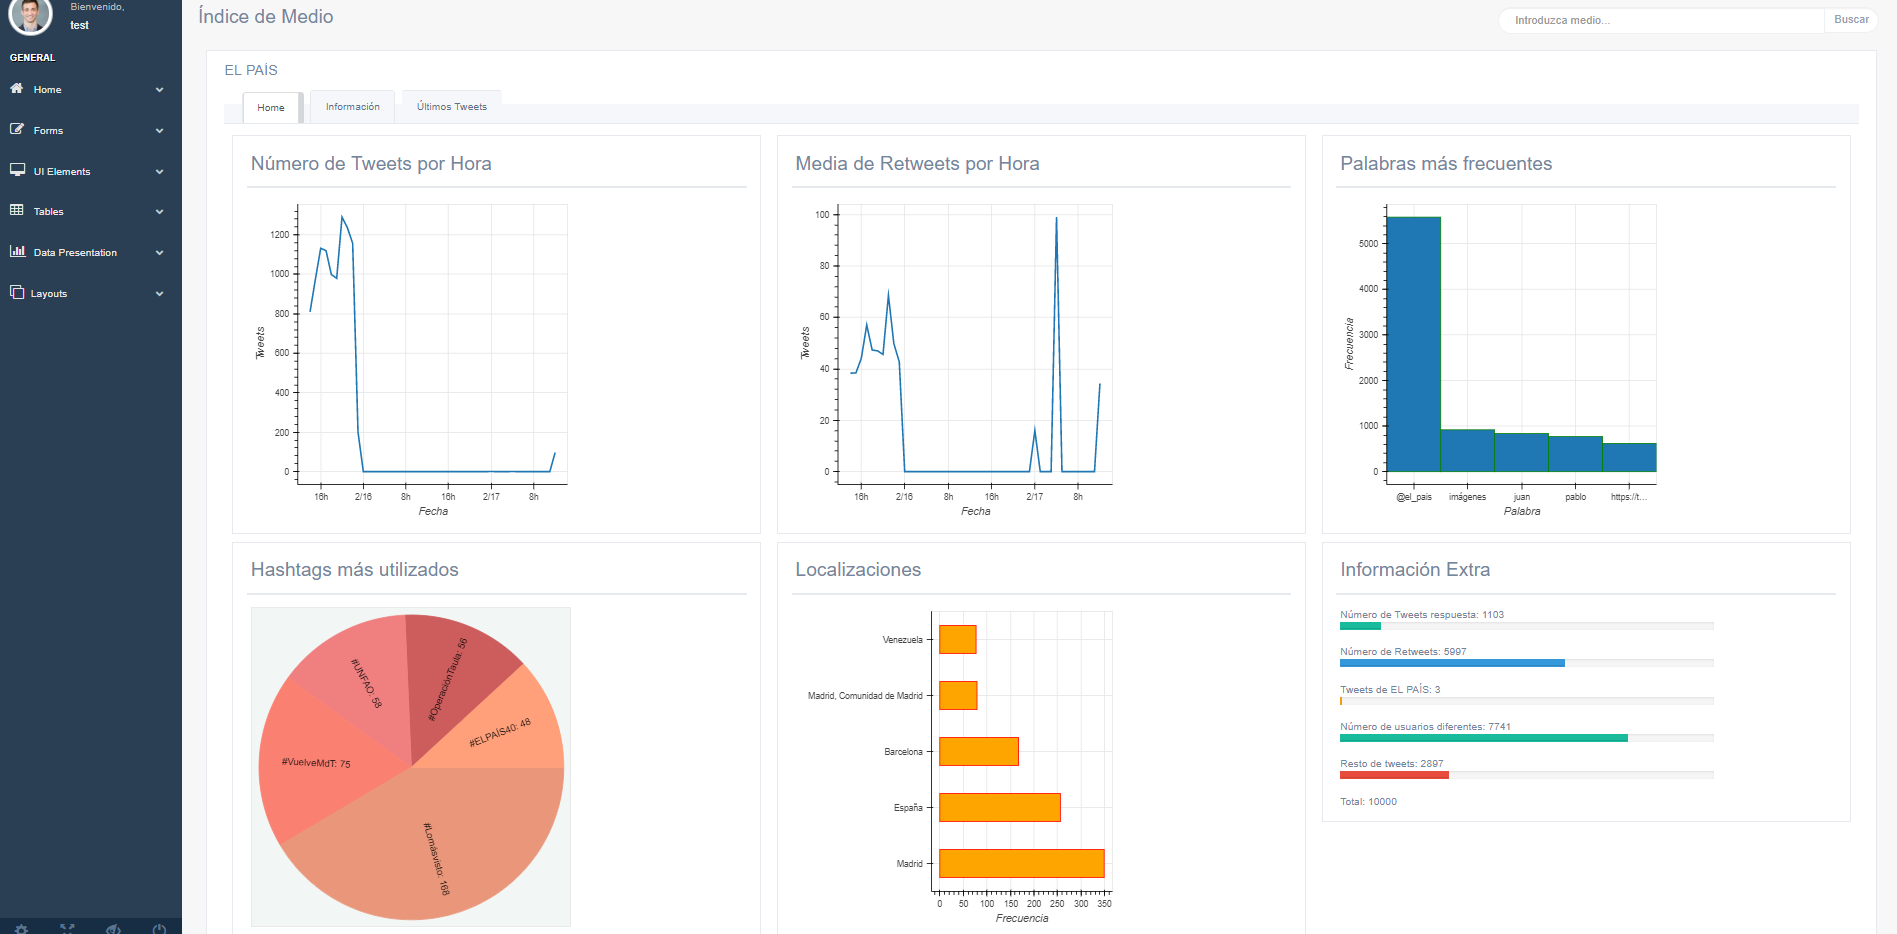 Bienvenido,
test
GENERAL
Home
Forms
UI Elements
Tables
Data Presentation
Layouts
Índice de Medio
Introduzca medio...
Buscar
EL PAÍS
Home
Información
Últimos Tweets
Número de Tweets por Hora
1200
1000
800
600
400
200
0
Tweets
16h
2/16
8h
16h
2/17
8h
Fecha
Media de Retweets por Hora
100
80
60
40
20
0
Tweets
16h
2/16
8h
16h
2/17
8h
Fecha
Palabras más frecuentes
5000
4000
3000
2000
1000
0
Frecuencia
@el_pais
imágenes
juan
pablo
https://t...
Palabra
Hashtags más utilizados
#UNFAO: 58
#OperaciónTaula: 56
#ELPAÍS40: 48
#VuelveMdT: 75
#Lomásvisto: 168
Localizaciones
Venezuela
Madrid, Comunidad de Madrid
Barcelona
España
Madrid
0
50
100
150
200
250
300
350
Frecuencia
Información Extra
Número de Tweets respuesta: 1103
Número de Retweets: 5997
Tweets de EL PAÍS: 3
Número de usuarios diferentes: 7741
Resto de tweets: 2897
Total: 10000